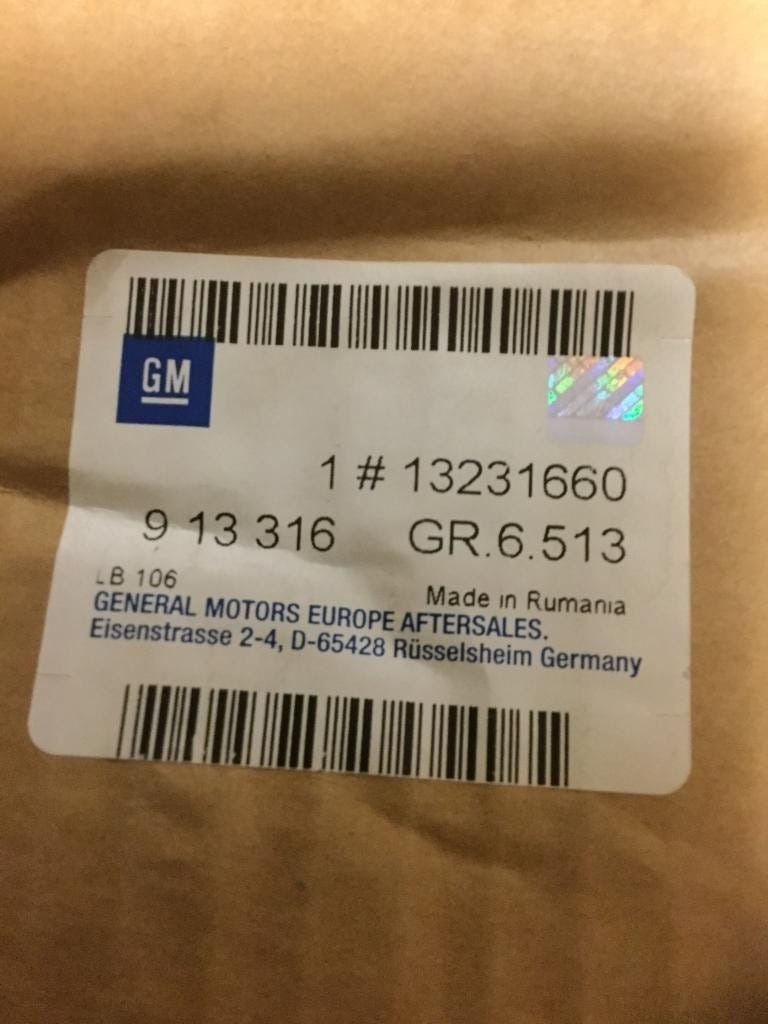 GM
1 # 13231660
9 13 316 GR.6.513
LB 106
Made in Rumania
GENERAL MOTORS EUROPE AFTERSALES.
Eisenstrasse 2-4, D-65428 Rüsselsheim Germany